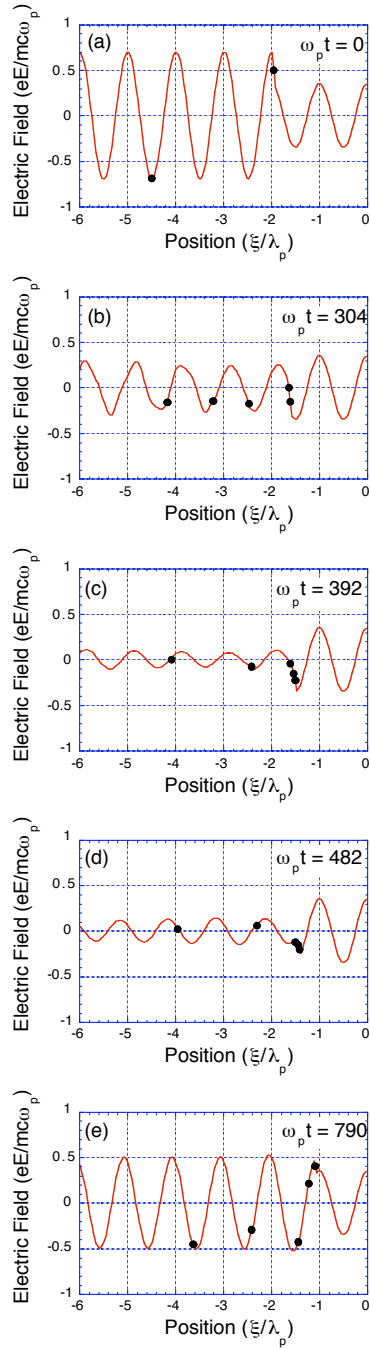 (a)
ω_p t = 0
Electric Field (eE/mcω_p)
1
0.5
0
-0.5
-1
-6 -5 -4 -3 -2 -1 0
Position (ξ/λ_p)
(b)
ω_p t = 304
Electric Field (eE/mcω_p)
1
0.5
0
-0.5
-1
-6 -5 -4 -3 -2 -1 0
Position (ξ/λ_p)
(c)
ω_p t = 392
Electric Field (eE/mcω_p)
1
0.5
0
-0.5
-1
-6 -5 -4 -3 -2 -1 0
Position (ξ/λ_p)
(d)
ω_p t = 482
Electric Field (eE/mcω_p)
1
0.5
0
-0.5
-1
-6 -5 -4 -3 -2 -1 0
Position (ξ/λ_p)
(e)
ω_p t = 790
Electric Field (eE/mcω_p)
1
0.5
0
-0.5
-1
-6 -5 -4 -3 -2 -1 0
Position (ξ/λ_p)